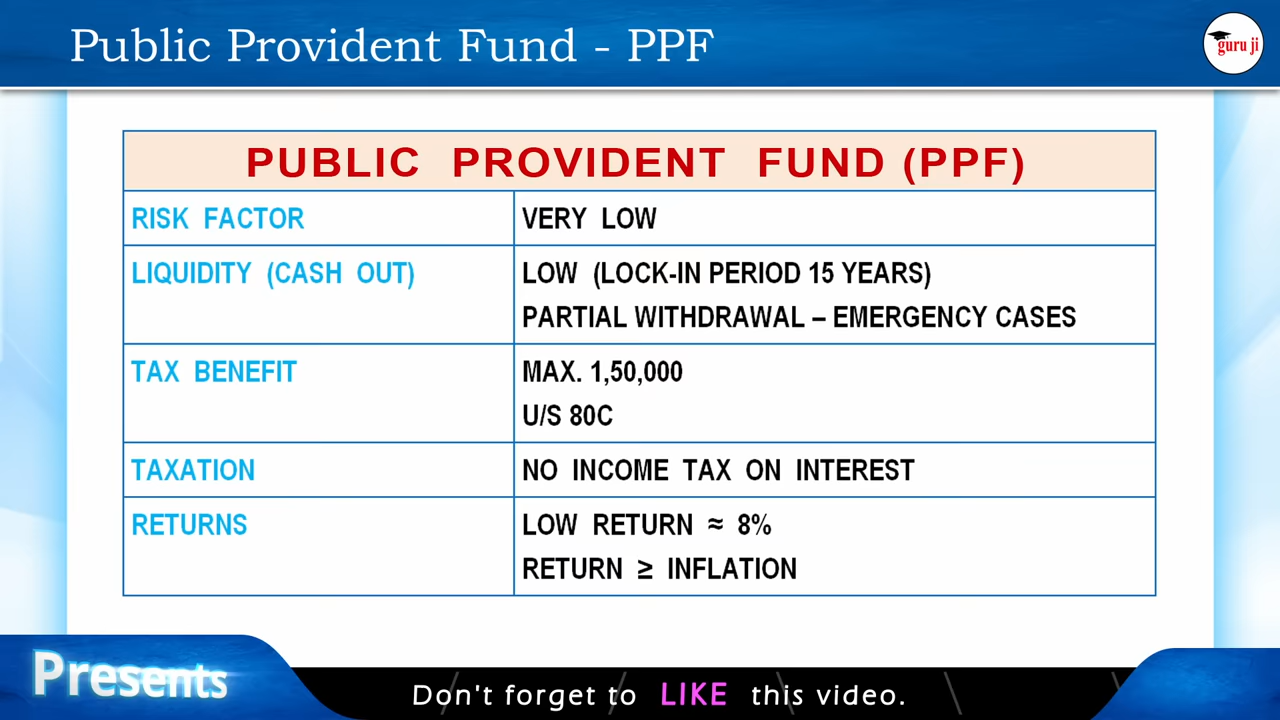 Public Provident Fund - PPF
guru ji
PUBLIC PROVIDENT FUND (PPF)
RISK FACTOR
VERY LOW
LIQUIDITY (CASH OUT)
LOW (LOCK-IN PERIOD 15 YEARS)
PARTIAL WITHDRAWAL – EMERGENCY CASES
TAX BENEFIT
MAX. 1,50,000
U/S 80C
TAXATION
NO INCOME TAX ON INTEREST
RETURNS
LOW RETURN ≈ 8%
RETURN ≥ INFLATION
Presents
Don't forget to LIKE this video.